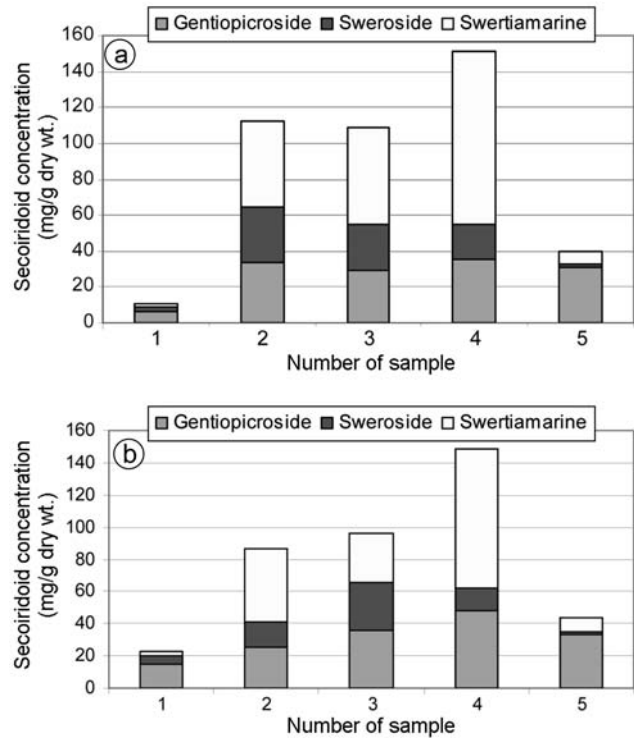 Gentiopicroside Sweroside Swertiamarine
a
Secoiridoid concentration
(mg/g dry wt.)
160
140
120
100
80
60
40
20
0
1 2 3 4 5
Number of sample
Gentiopicroside Sweroside Swertiamarine
b
Secoiridoid concentration
(mg/g dry wt.)
160
140
120
100
80
60
40
20
0
1 2 3 4 5
Number of sample